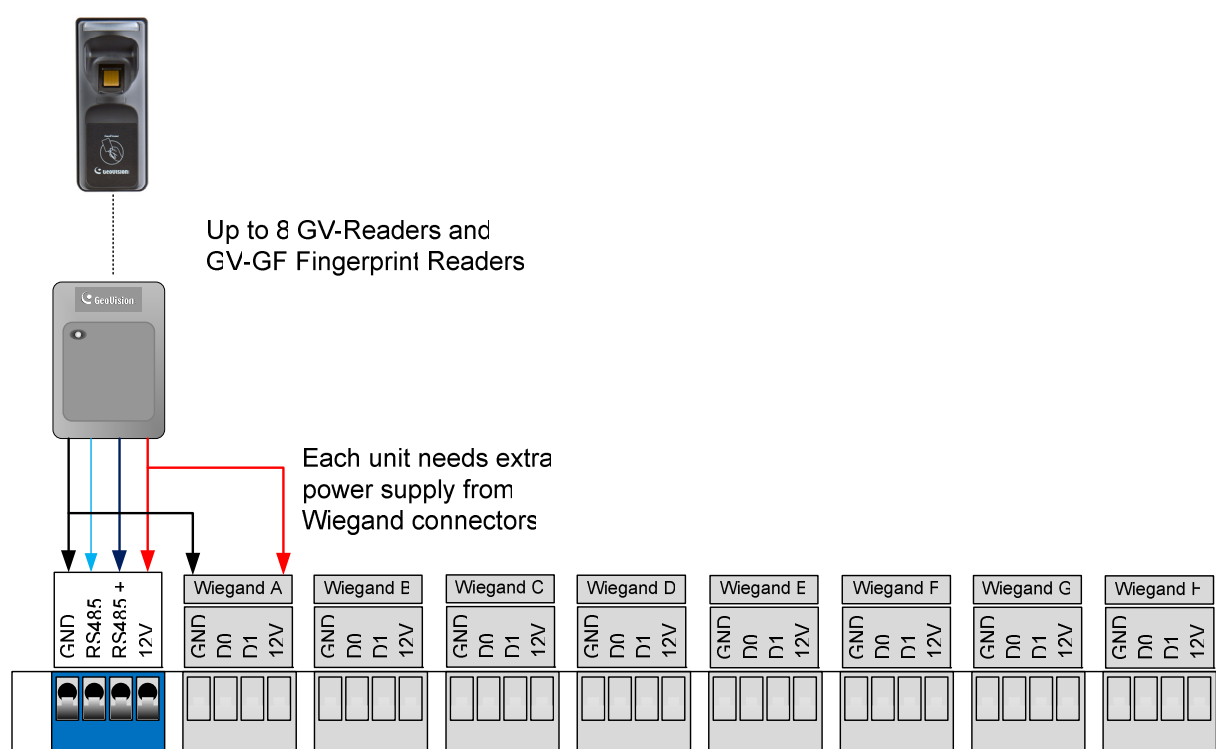 GeoVision
Up to 8 GV-Readers and
GV-GF Fingerprint Readers
GeoVision
Each unit needs extra
power supply from
Wiegand connectors
Wiegand A
Wiegand B
Wiegand C
Wiegand D
Wiegand E
Wiegand F
Wiegand G
Wiegand H
GND
RS485
RS485 +
12V
GND
D0
D1
12V
GND
D0
D1
12V
GND
D0
D1
12V
GND
D0
D1
12V
GND
D0
D1
12V
GND
D0
D1
12V
GND
D0
D1
12V
GND
D0
D1
12V